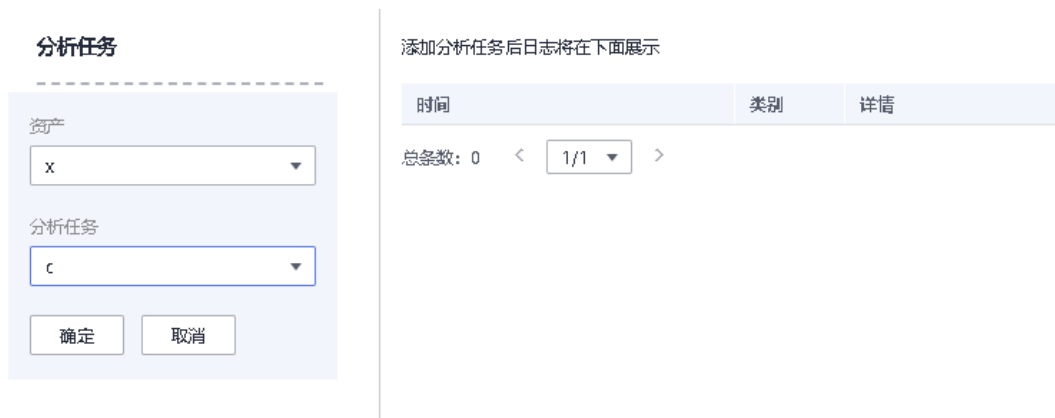 分析任务
资产
x
分析任务
c
确定
取消
添加分析任务后日志将在下面展示
时间 类别 详情
总条数: 0 < 1/1 >